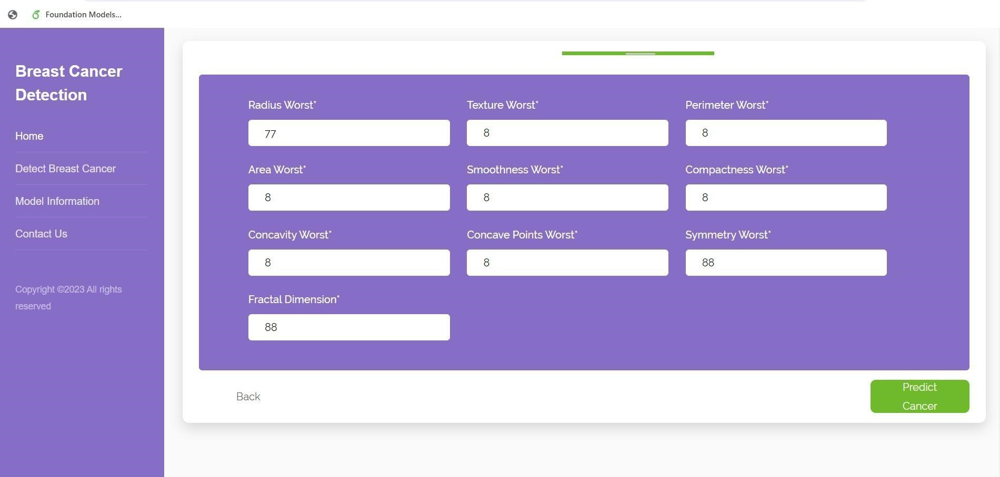 Foundation Models...
Breast Cancer
Detection
Home
Detect Breast Cancer
Model Information
Contact Us
Copyright ©2023 All rights
reserved
Radius Worst* Texture Worst* Perimeter Worst*
77 8 8
Area Worst* Smoothness Worst* Compactness Worst*
8 8 8
Concavity Worst* Concave Points Worst* Symmetry Worst*
8 8 88
Fractal Dimension*
88
Back
Predict
Cancer